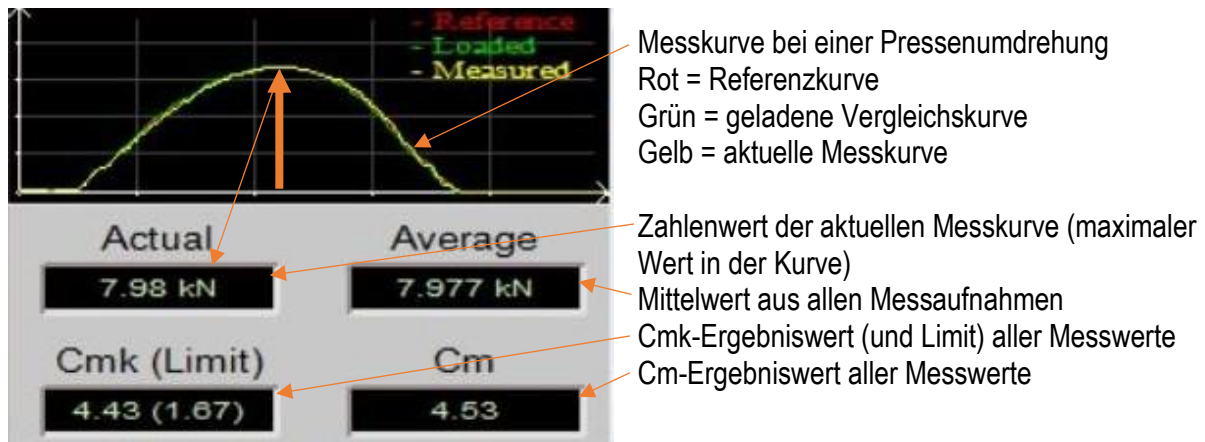 - Reference
- Loaded
- Measured
Messkurve bei einer Pressenumdrehung
Rot = Referenzkurve
Grün = geladene Vergleichskurve
Gelb = aktuelle Messkurve
Actual
Average
7.98 kN
7.977 kN
Cmk (Limit)
Cm
4.43 (1.67)
4.53
Zahlenwert der aktuellen Messkurve (maximaler
Wert in der Kurve)
Mittelwert aus allen Messaufnahmen
Cmk-Ergebniswert (und Limit) aller Messwerte
Cm-Ergebniswert aller Messwerte